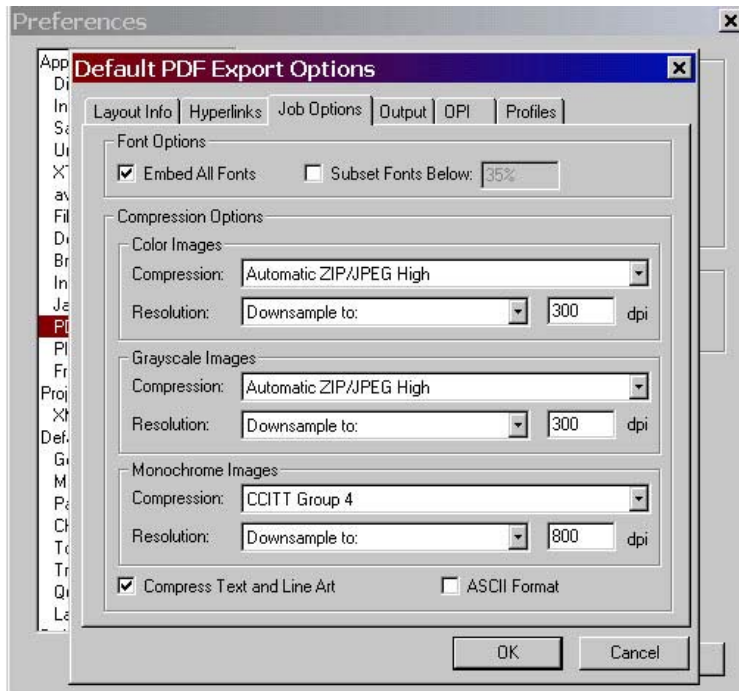 Preferences
Default PDF Export Options
Layout Info Hyperlinks Job Options Output OPI Profiles
Font Options
Embed All Fonts Subset Fonts Below: 35%
Compression Options
Color Images
Compression: Automatic ZIP/JPEG High
Resolution: Downsample to: 300 dpi
Grayscale Images
Compression: Automatic ZIP/JPEG High
Resolution: Downsample to: 300 dpi
Monochrome Images
Compression: CCITT Group 4
Resolution: Downsample to: 800 dpi
Compress Text and Line Art ASCII Format
OK Cancel